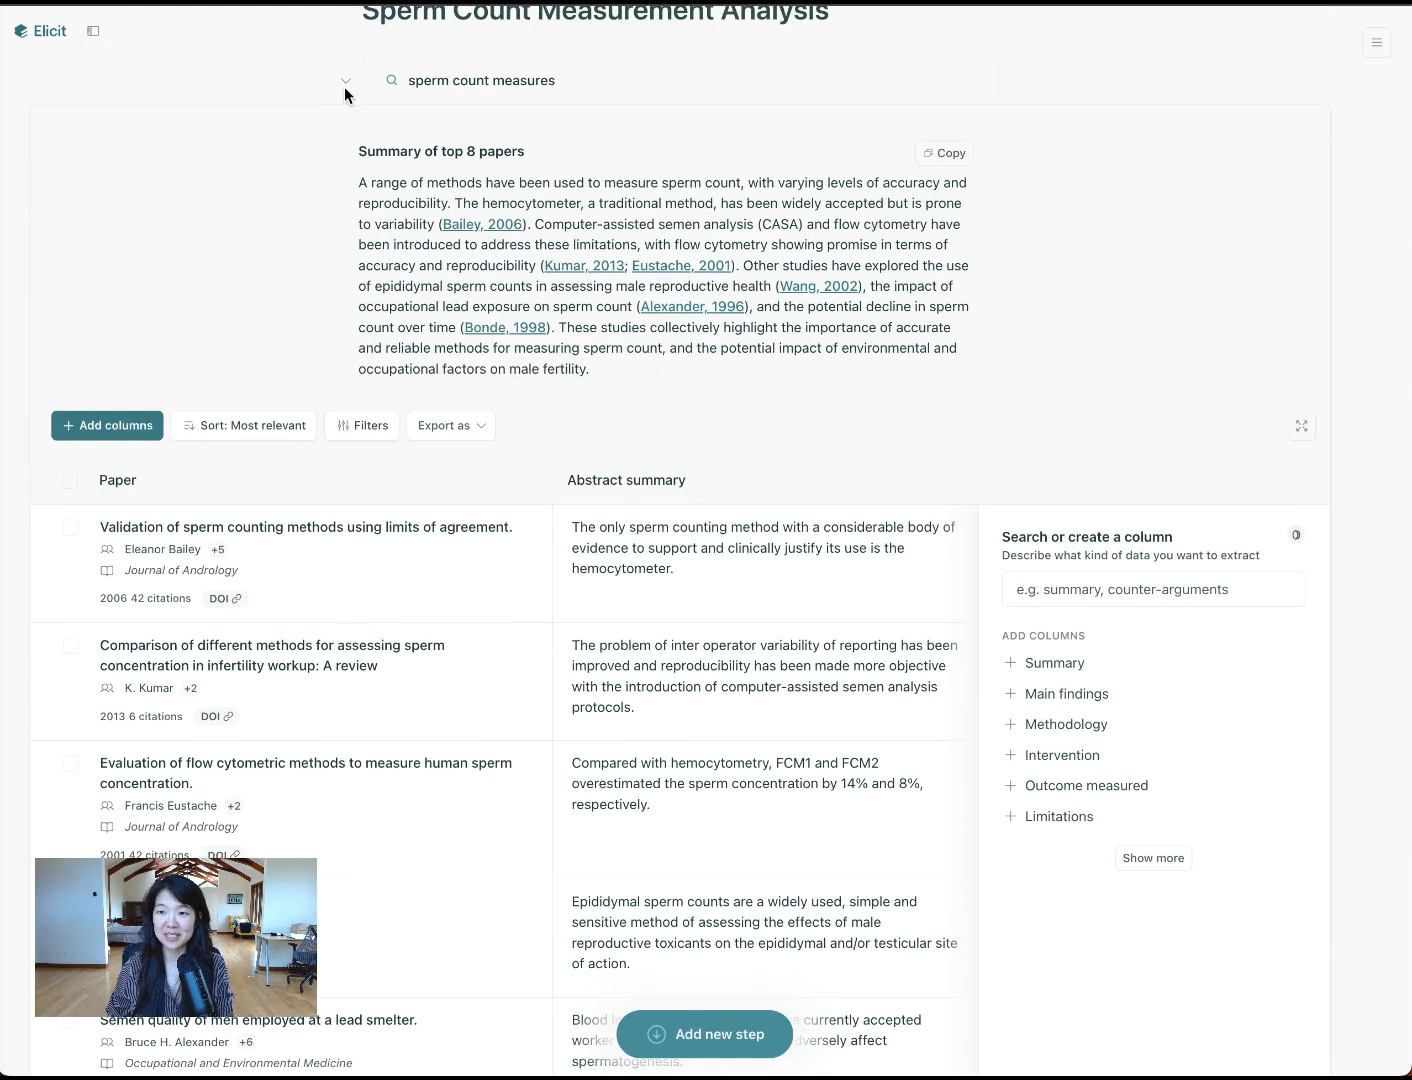 Sperm Count Measurement Analysis
Elicit
sperm count measures
Summary of top 8 papers
Copy
A range of methods have been used to measure sperm count, with varying levels of accuracy and
reproducibility. The hemocytometer, a traditional method, has been widely accepted but is prone
to variability (Bailey, 2006). Computer-assisted semen analysis (CASA) and flow cytometry have
been introduced to address these limitations, with flow cytometry showing promise in terms of
accuracy and reproducibility (Kumar, 2013; Eustache, 2001). Other studies have explored the use
of epididymal sperm counts in assessing male reproductive health (Wang, 2002), the impact of
occupational lead exposure on sperm count (Alexander, 1996), and the potential decline in sperm
count over time (Bonde, 1998). These studies collectively highlight the importance of accurate
and reliable methods for measuring sperm count, and the potential impact of environmental and
occupational factors on male fertility.
Add columns
Sort: Most relevant
Filters
Export as
Paper
Abstract summary
Validation of sperm counting methods using limits of agreement.
Eleanor Bailey +5
Journal of Andrology
2006 42 citations DOI
The only sperm counting method with a considerable body of
evidence to support and clinically justify its use is the
hemocytometer.
Comparison of different methods for assessing sperm
concentration in infertility workup: A review
K. Kumar +2
2013 6 citations DOI
The problem of inter operator variability of reporting has been
improved and reproducibility has been made more objective
with the introduction of computer-assisted semen analysis
protocols.
Evaluation of flow cytometric methods to measure human sperm
concentration.
Francis Eustache +2
Journal of Andrology
2001 42 citations DOI
Compared with hemocytometry, FCM1 and FCM2
overestimated the sperm concentration by 14% and 8%,
respectively.
Epididymal sperm counts are a widely used, simple and
sensitive method of assessing the effects of male
reproductive toxicants on the epididymal and/or testicular site
of action.
Semen quality of men employed at a lead smelter.
Bruce H. Alexander +6
Occupational and Environmental Medicine
Blood currently accepted
worker adversely affect
spermatogenesis.
Add new step
Search or create a column
Describe what kind of data you want to extract
e.g. summary, counter-arguments
ADD COLUMNS
Summary
Main findings
Methodology
Intervention
Outcome measured
Limitations
Show more